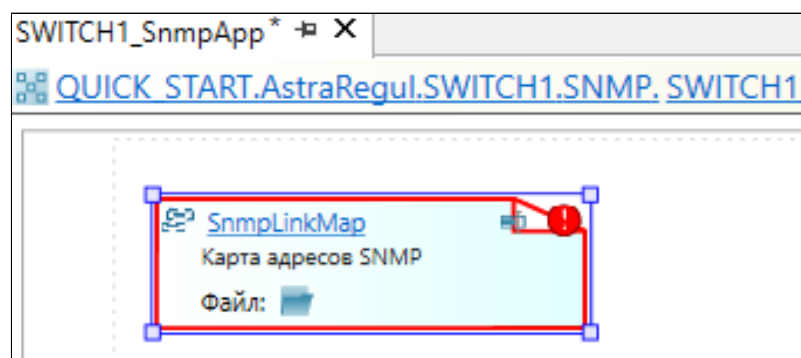 SWITCH1_SnmpApp*
QUICK_START.AstraRegul.SWITCH1.SNMP. SWITCH1
SnmpLinkMap
Карта адресов SNMP
Файл: